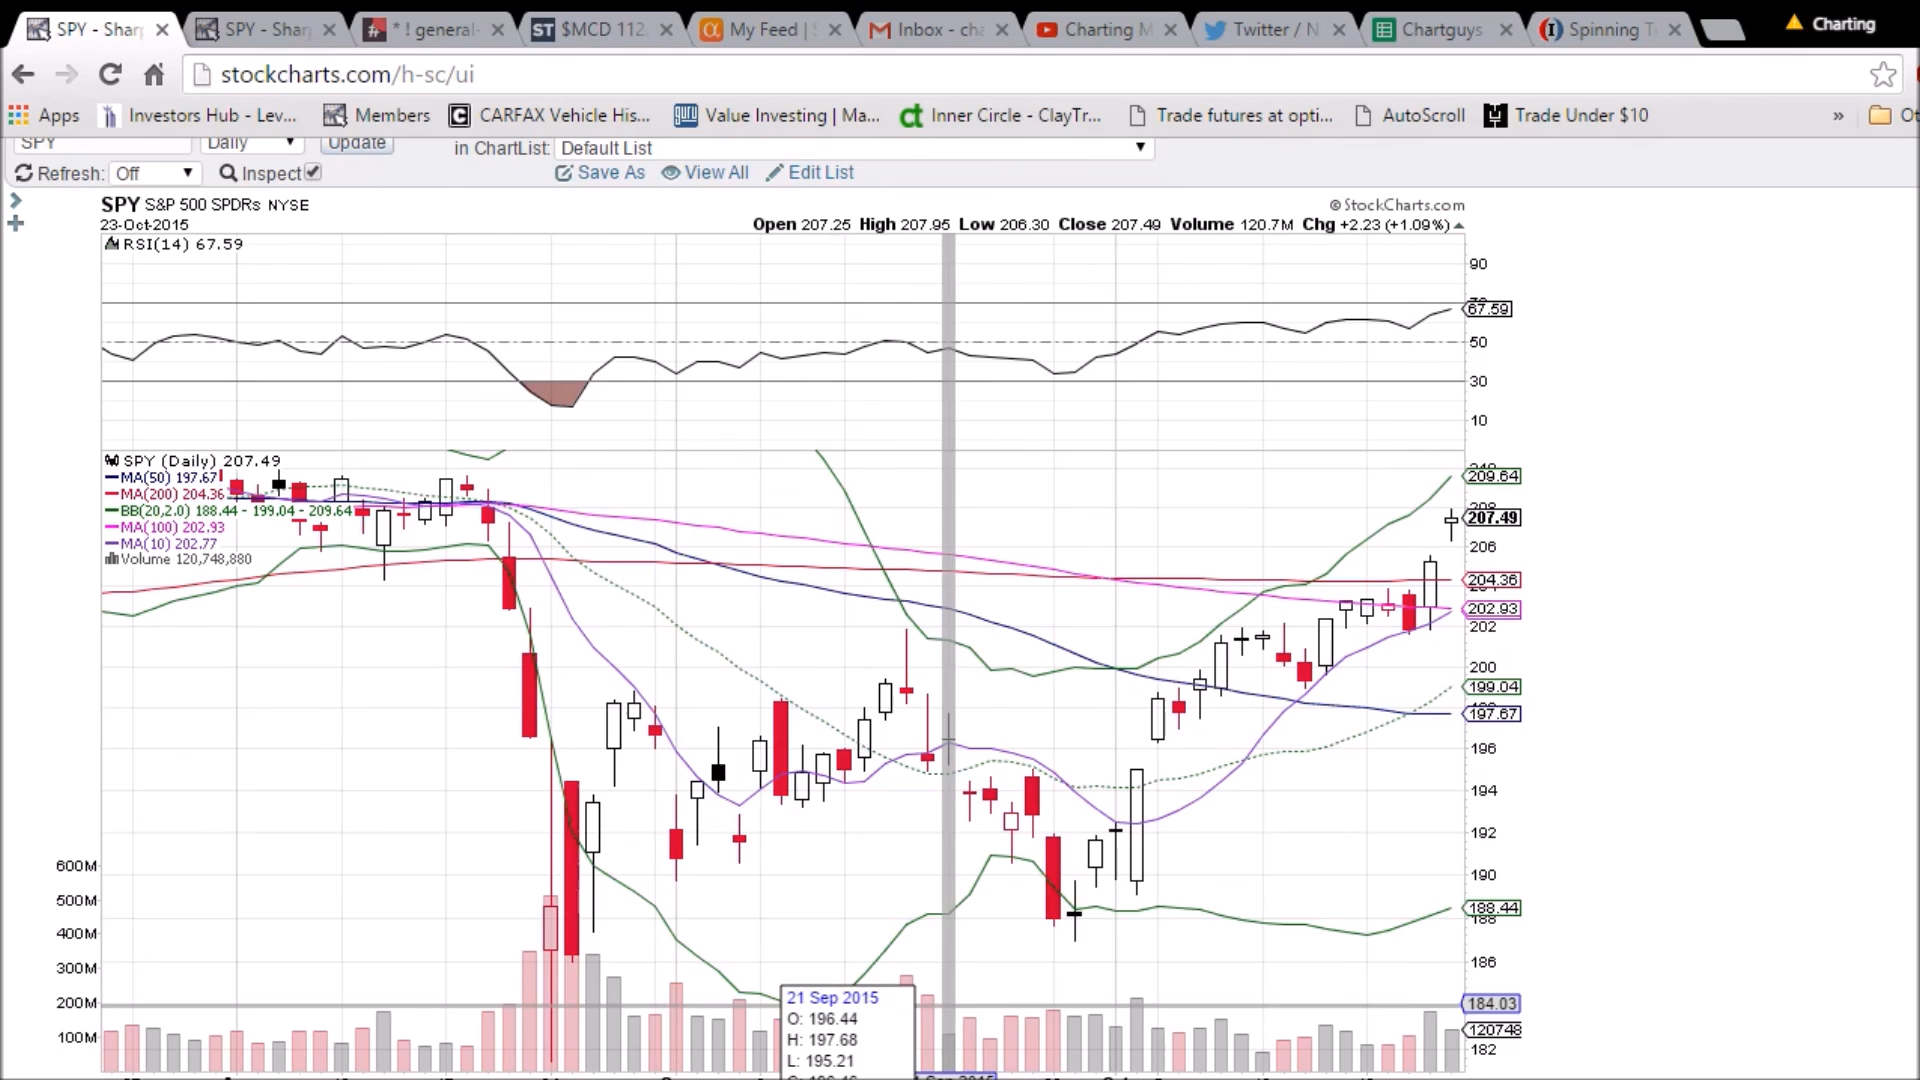 SPY - Sharp
SPY - Shar
* ! general-
$MCD 112.
My Feed | S
Inbox - cha
Charting M
Twitter / N
Chartguys
Spinning T
Charting
stockcharts.com/h-sc/ui
Apps Investors Hub - Lev... Members CARFAX Vehicle His... Value Investing | Ma... Inner Circle - ClayTr... Trade futures at opti... AutoScroll Trade Under $10 » Ot
SPY Daily Update in ChartList: Default List
Refresh: Off Inspect Save As View All Edit List
SPY S&P 500 SPDRs NYSE © StockCharts.com
23-Oct-2015 Open 207.25 High 207.95 Low 206.30 Close 207.49 Volume 120.7M Chg +2.23 (+1.09%)
RSI(14) 67.59
90
67.59
50
30
10
SPY (Daily) 207.49
MA(50) 197.67
MA(200) 204.36
BB(20,2.0) 188.44 - 199.04 - 209.64
MA(100) 202.93
MA(10) 202.77
Volume 120,748,880
209.64
207.49
206
204.36
202.93
202
200
199.04
197.67
196
194
192
190
188.44
188
186
184.03
120748
182
600M
500M
400M
300M
200M
100M
21 Sep 2015
O: 196.44
H: 197.68
L: 195.21